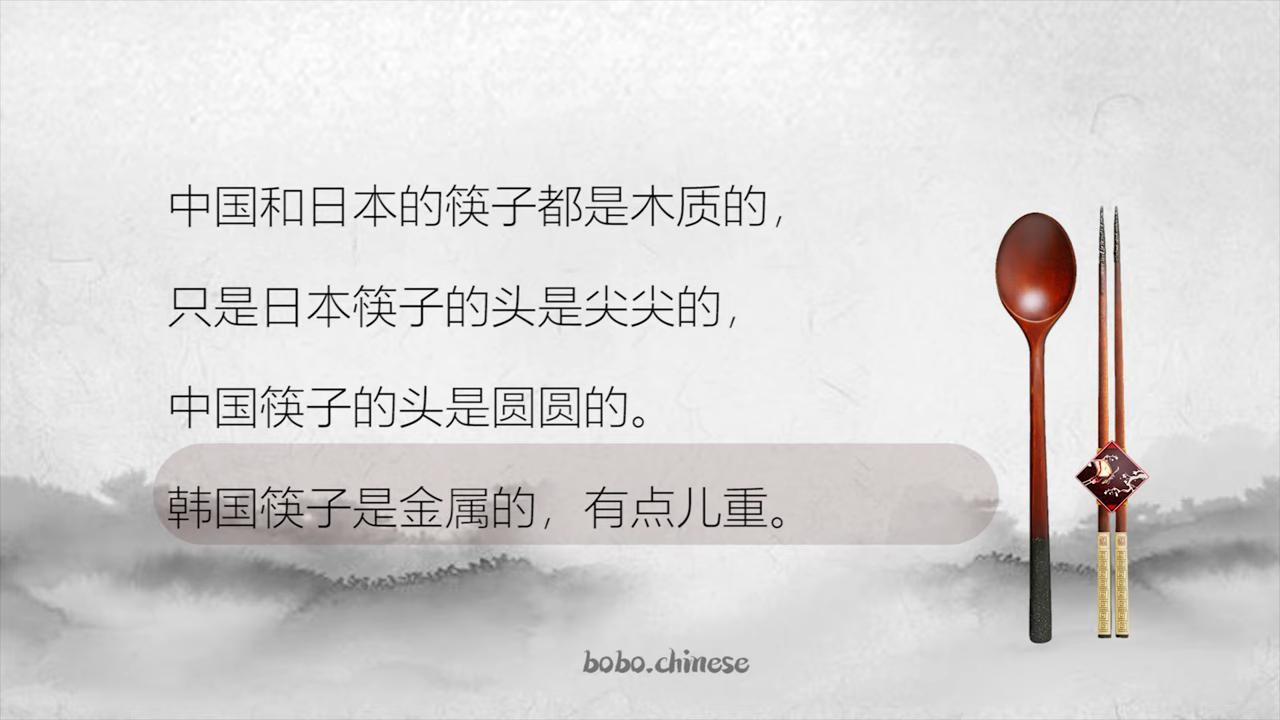 中国和日本的筷子都是木质的，
只是日本筷子的头是尖尖的，
中国筷子的头是圆圆的。
韩国筷子是金属的，有点儿重。
bobo.chinese